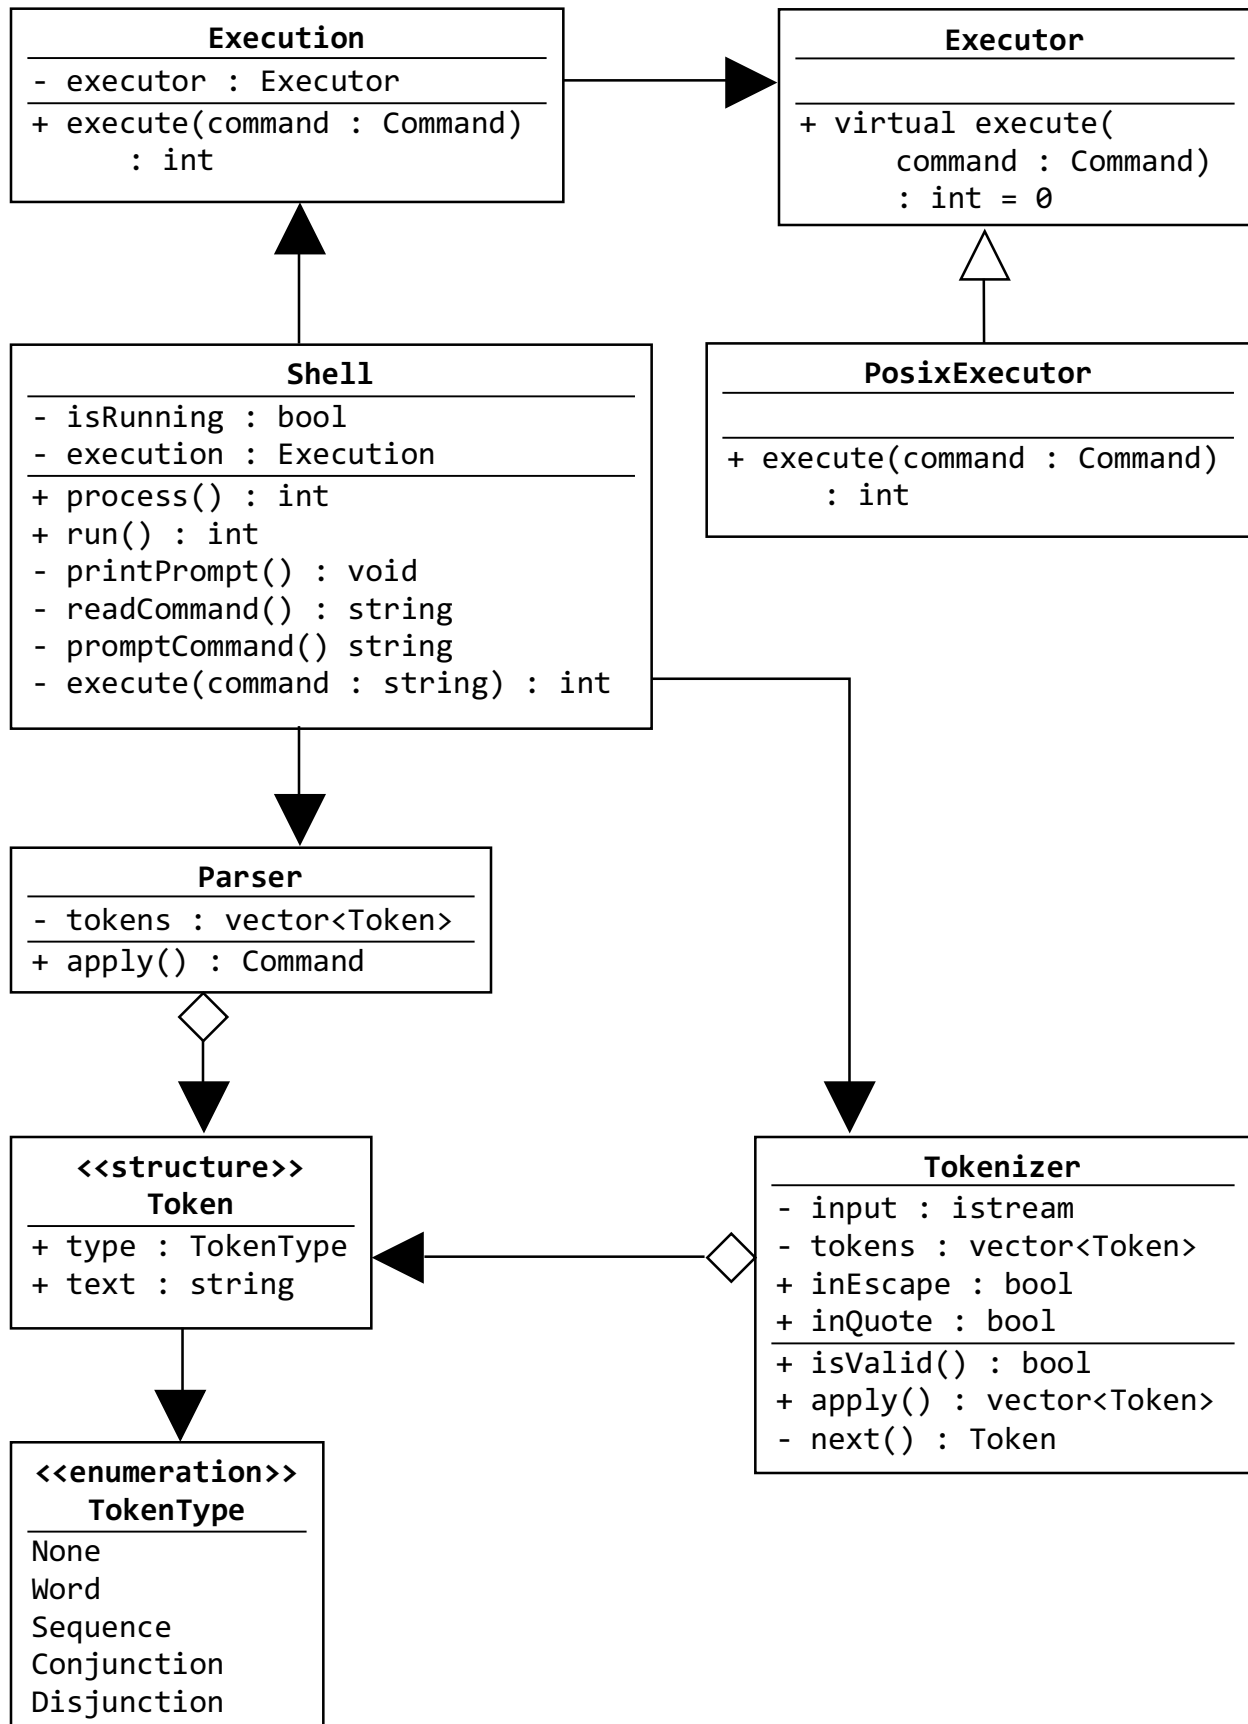 Execution
- executor : Executor
+ execute(command : Command)
: int
Executor
+ virtual execute(
command : Command)
: int = 0
Shell
- isRunning : bool
- execution : Execution
+ process() : int
+ run() : int
- printPrompt() : void
- readCommand() : string
- promptCommand() string
- execute(command : string) : int
PosixExecutor
+ execute(command : Command)
: int
Parser
- tokens : vector<Token>
+ apply() : Command
<<structure>>
Token
+ type : TokenType
+ text : string
Tokenizer
- input : istream
- tokens : vector<Token>
+ inEscape : bool
+ inQuote : bool
+ isValid() : bool
+ apply() : vector<Token>
- next() : Token
<<enumeration>>
TokenType
None
Word
Sequence
Conjunction
Disjunction